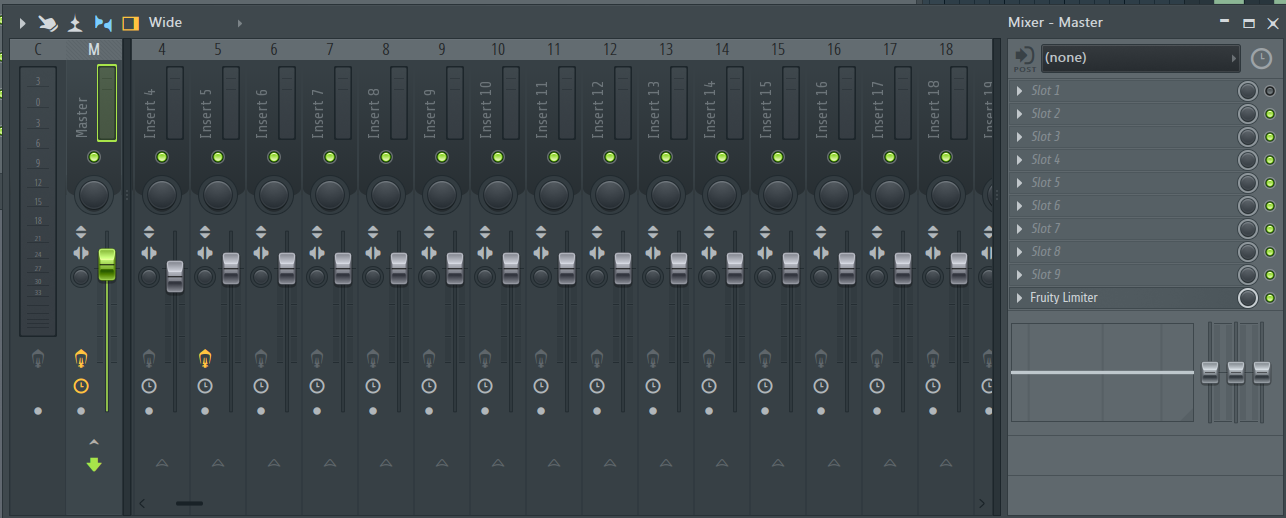 Wide
Mixer - Master
C M 4 5 6 7 8 9 10 11 12 13 14 15 16 17 18
POST
(none)
3
0
3
6
9
12
15
18
21
24
27
30
33
Master
Insert 4
Insert 5
Insert 6
Insert 7
Insert 8
Insert 9
Insert 10
Insert 11
Insert 12
Insert 13
Insert 14
Insert 15
Insert 16
Insert 17
Insert 18
Slot 1
Slot 2
Slot 3
Slot 4
Slot 5
Slot 6
Slot 7
Slot 8
Slot 9
Fruity Limiter